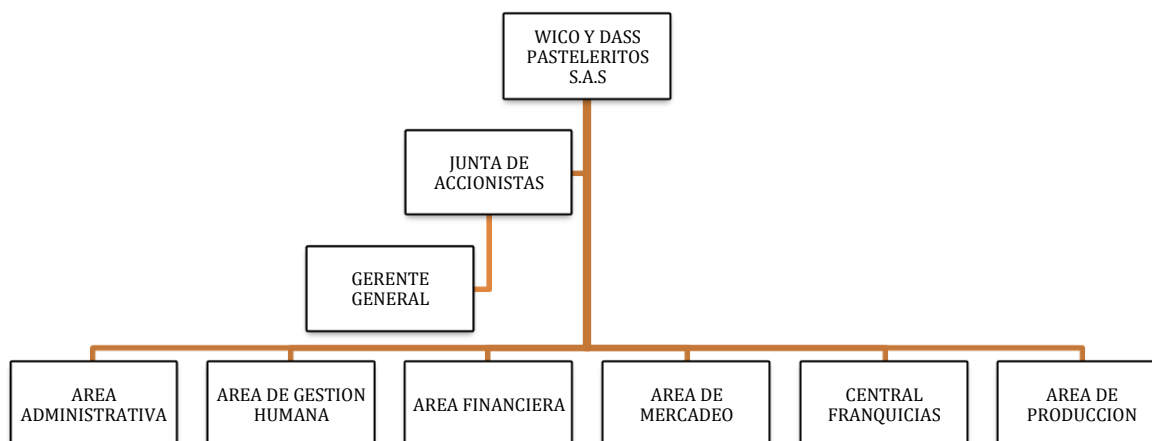 WICO Y DASS
PASTELERITOS
S.A.S
JUNTA DE
ACCIONISTAS
GERENTE
GENERAL
AREA
ADMINISTRATIVA
AREA DE GESTION
HUMANA
AREA FINANCIERA
AREA DE
MERCADEO
CENTRAL
FRANQUICIAS
AREA DE
PRODUCCION